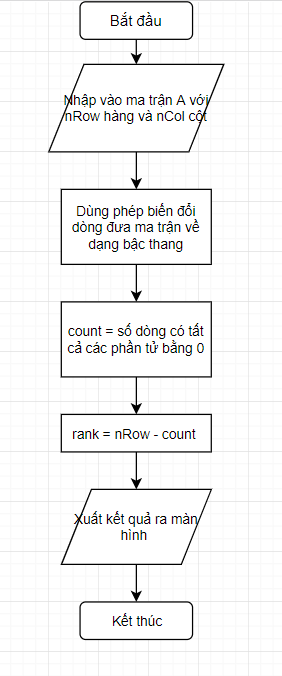 Bắt đầu
Nhập vào ma trận A với
nRow hàng và nCol cột
Dùng phép biến đổi
dòng đưa ma trận về
dạng bậc thang
count = số dòng có tất
cả các phần tử bằng 0
rank = nRow - count
Xuất kết quả ra màn
hình
Kết thúc